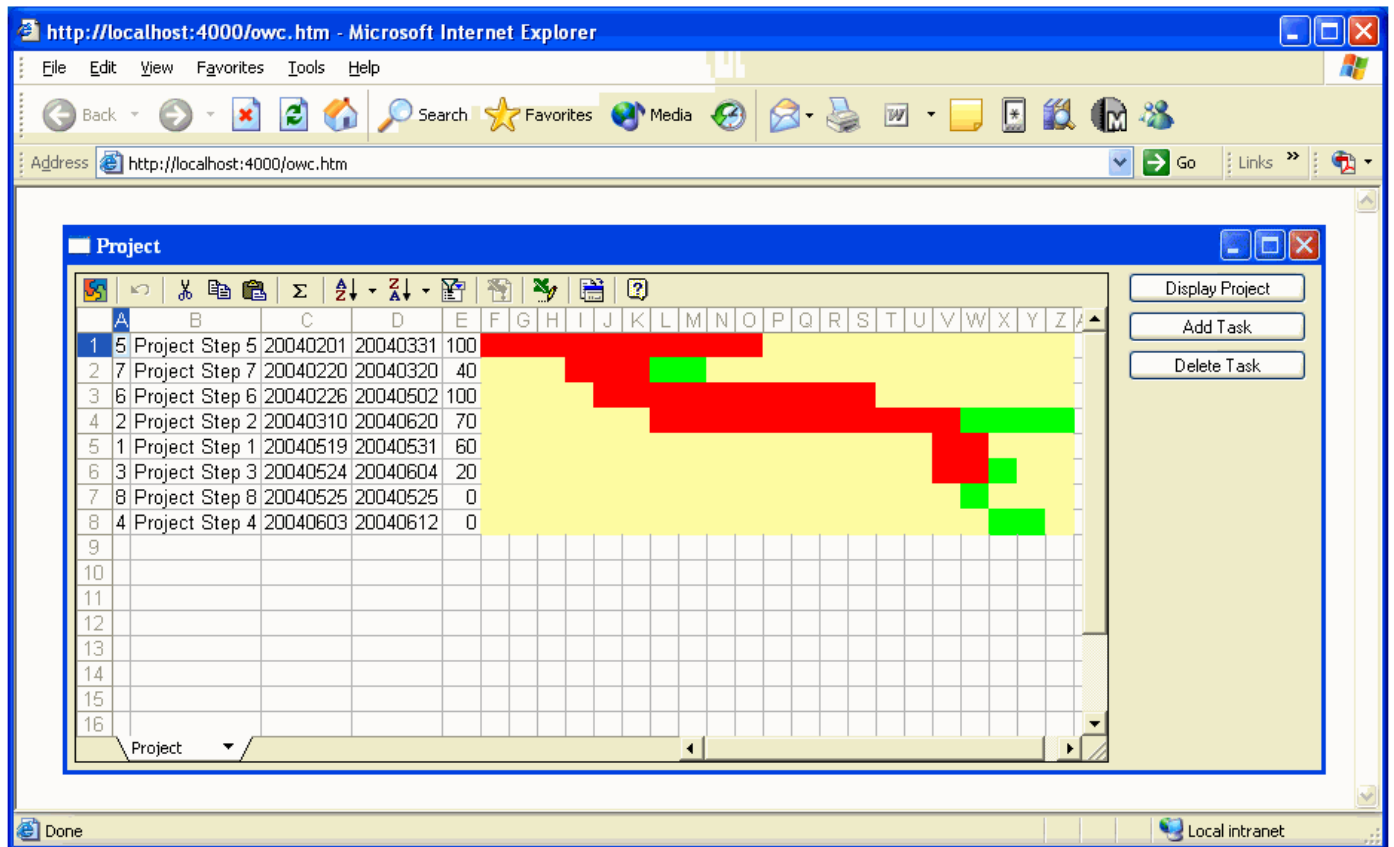 http://localhost:4000/owc.htm - Microsoft Internet Explorer
File Edit View Favorites Tools Help
Back Search Favorites Media
Address http://localhost:4000/owc.htm Go Links »
Project
Display Project
Add Task
Delete Task
A B C D E F G H I J K L M N O P Q R S T U V W X Y Z
1 5 Project Step 5 20040201 20040331 100
2 7 Project Step 7 20040220 20040320 40
3 6 Project Step 6 20040226 20040502 100
4 2 Project Step 2 20040310 20040620 70
5 1 Project Step 1 20040519 20040531 60
6 3 Project Step 3 20040524 20040604 20
7 8 Project Step 8 20040525 20040525 0
8 4 Project Step 4 20040603 20040612 0
9
10
11
12
13
14
15
16
Project
Done Local intranet